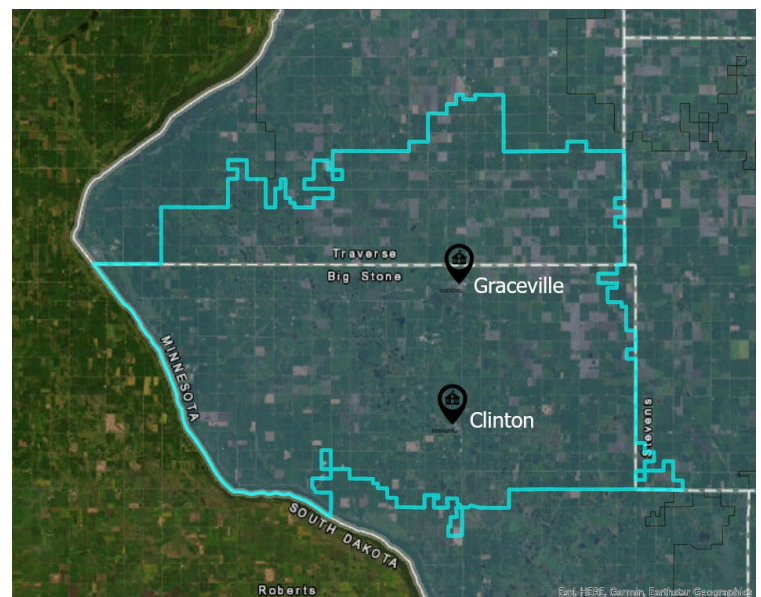 Traverse
Big Stone
Graceville
MINNESOTA
Clinton
Stevens
SOUTH DAKOTA
Roberts
Esri, HERE, Garmin, Earthstar Geographics